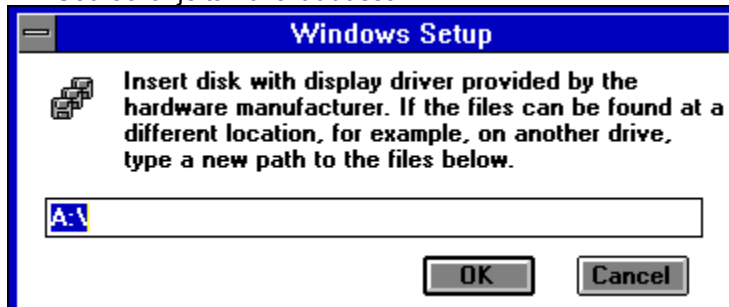 Windows Setup
Insert disk with display driver provided by the
hardware manufacturer. If the files can be found at a
different location, for example, on another drive,
type a new path to the files below.
A:\
OK Cancel